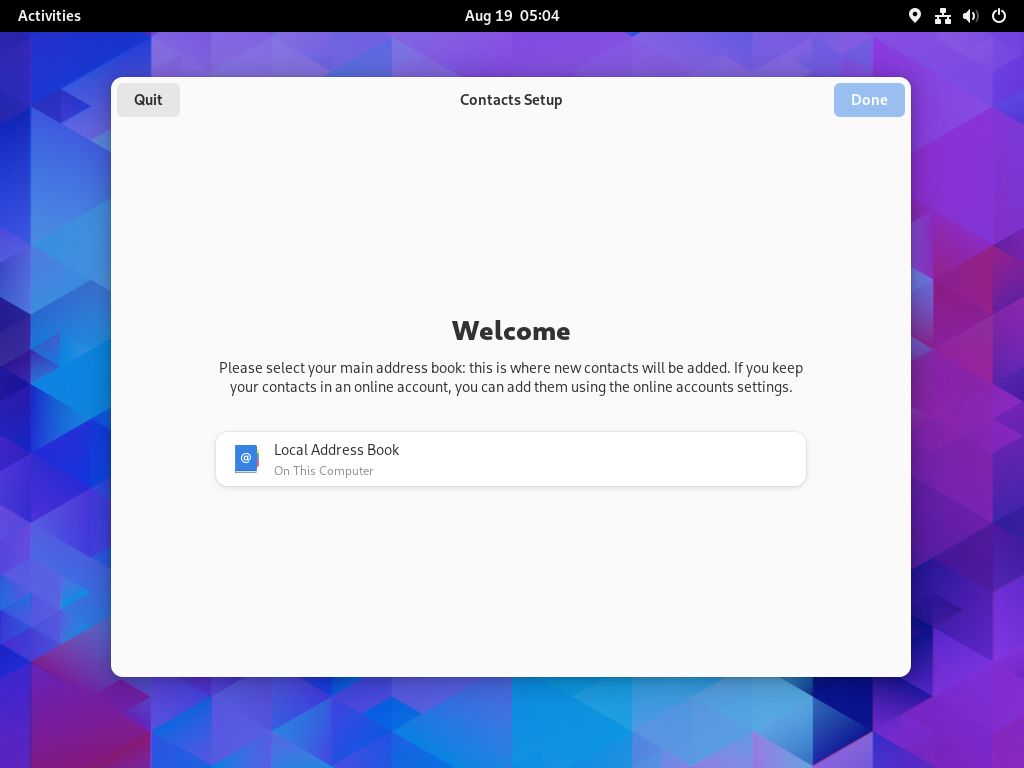 Activities
Aug 19 05:04
Quit
Contacts Setup
Done
Welcome
Please select your main address book: this is where new contacts will be added. If you keep
your contacts in an online account, you can add them using the online accounts settings.
@
Local Address Book
On This Computer